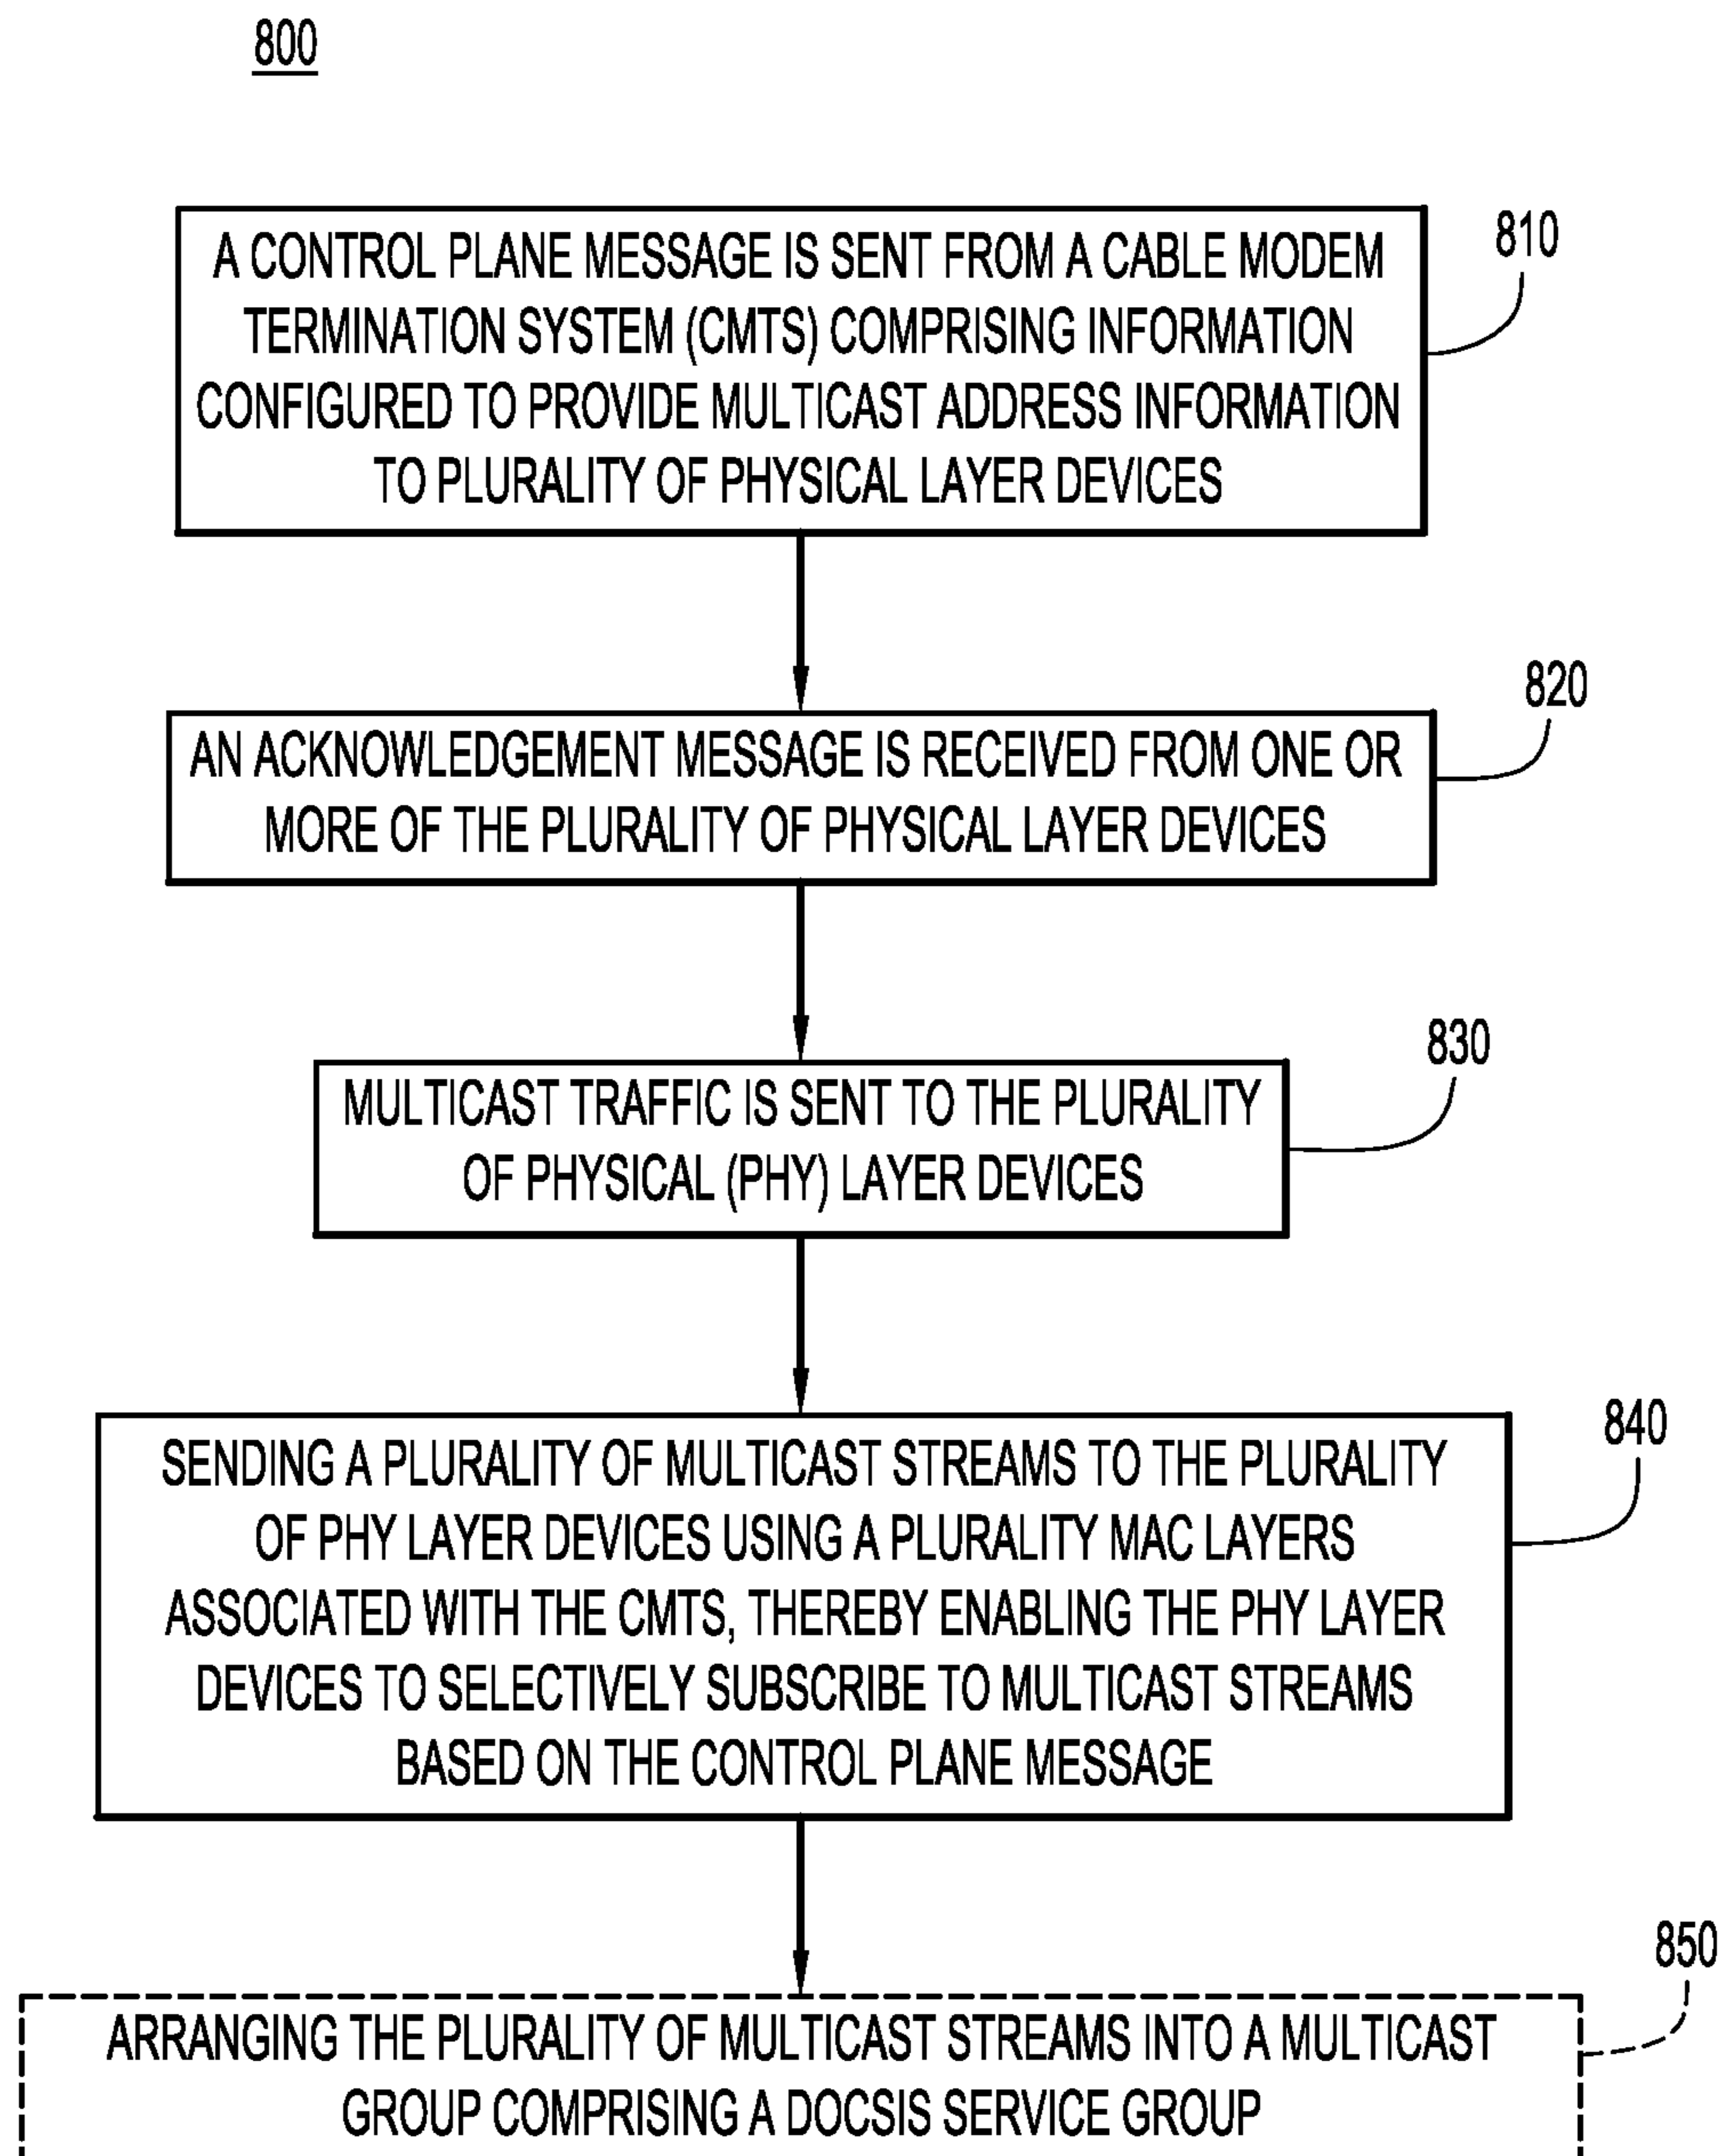 800
A CONTROL PLANE MESSAGE IS SENT FROM A CABLE MODEM
TERMINATION SYSTEM (CMTS) COMPRISING INFORMATION
CONFIGURED TO PROVIDE MULTICAST ADDRESS INFORMATION
TO PLURALITY OF PHYSICAL LAYER DEVICES
810
AN ACKNOWLEDGEMENT MESSAGE IS RECEIVED FROM ONE OR
MORE OF THE PLURALITY OF PHYSICAL LAYER DEVICES
820
MULTICAST TRAFFIC IS SENT TO THE PLURALITY
OF PHYSICAL (PHY) LAYER DEVICES
830
SENDING A PLURALITY OF MULTICAST STREAMS TO THE PLURALITY
OF PHY LAYER DEVICES USING A PLURALITY MAC LAYERS
ASSOCIATED WITH THE CMTS, THEREBY ENABLING THE PHY LAYER
DEVICES TO SELECTIVELY SUBSCRIBE TO MULTICAST STREAMS
BASED ON THE CONTROL PLANE MESSAGE
840
ARRANGING THE PLURALITY OF MULTICAST STREAMS INTO A MULTICAST
GROUP COMPRISING A DOCSIS SERVICE GROUP
850